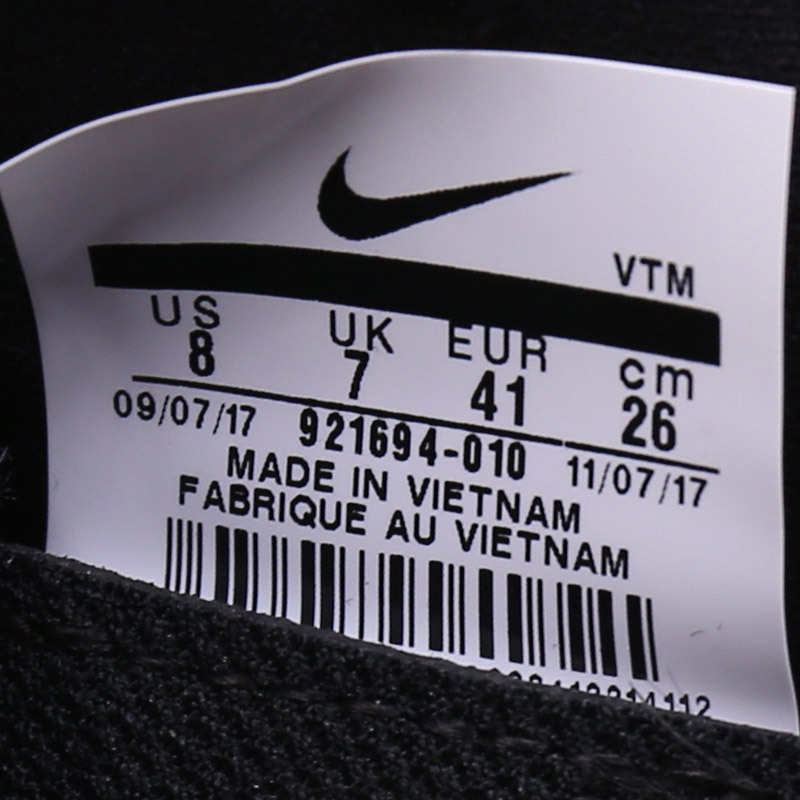 VTM
US UK EUR cm
8 7 41 26
09/07/17 921694-010 11/07/17
MADE IN VIETNAM
FABRIQUE AU VIETNAM